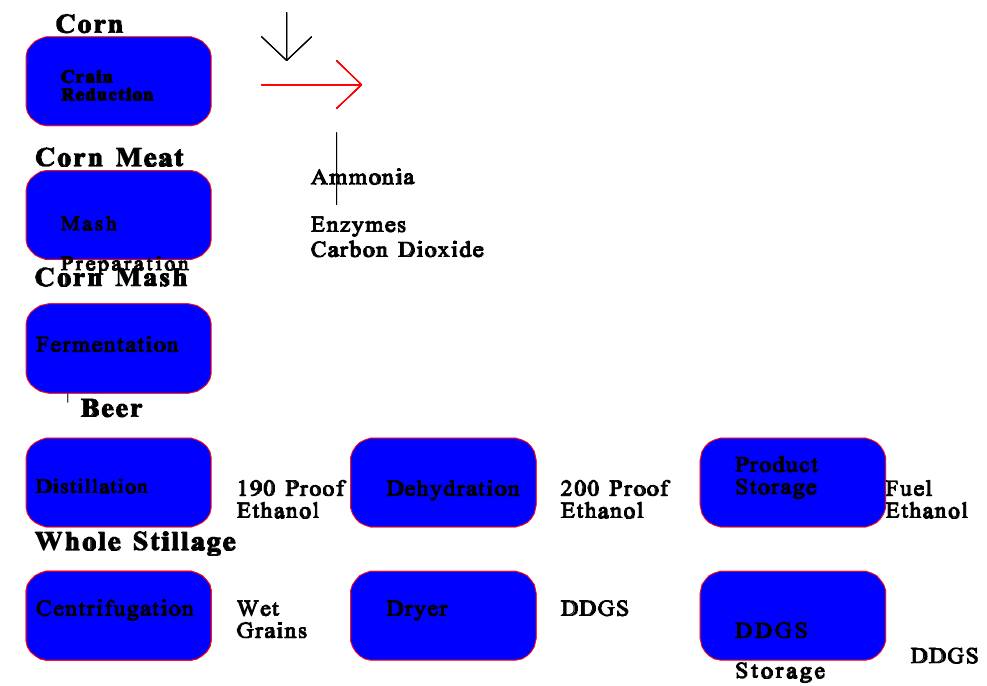 Corn
Crain
Reduction
Corn Meat
Ammonia
Mash
Enzymes
Carbon Dioxide
Preparation
Corn Mash
Fermentation
Beer
Distillation
190 Proof
Ethanol
Dehydration
200 Proof
Ethanol
Product
Storage
Fuel
Ethanol
Whole Stillage
Centrifugation
Wet
Grains
Dryer
DDGS
DDGS
Storage
DDGS